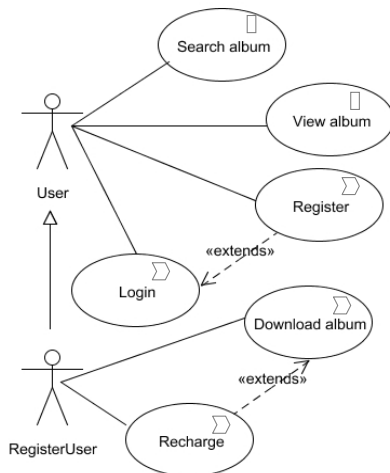 Search album
View album
User
Register
«extends»
Login
Download album
«extends»
RegisterUser
Recharge